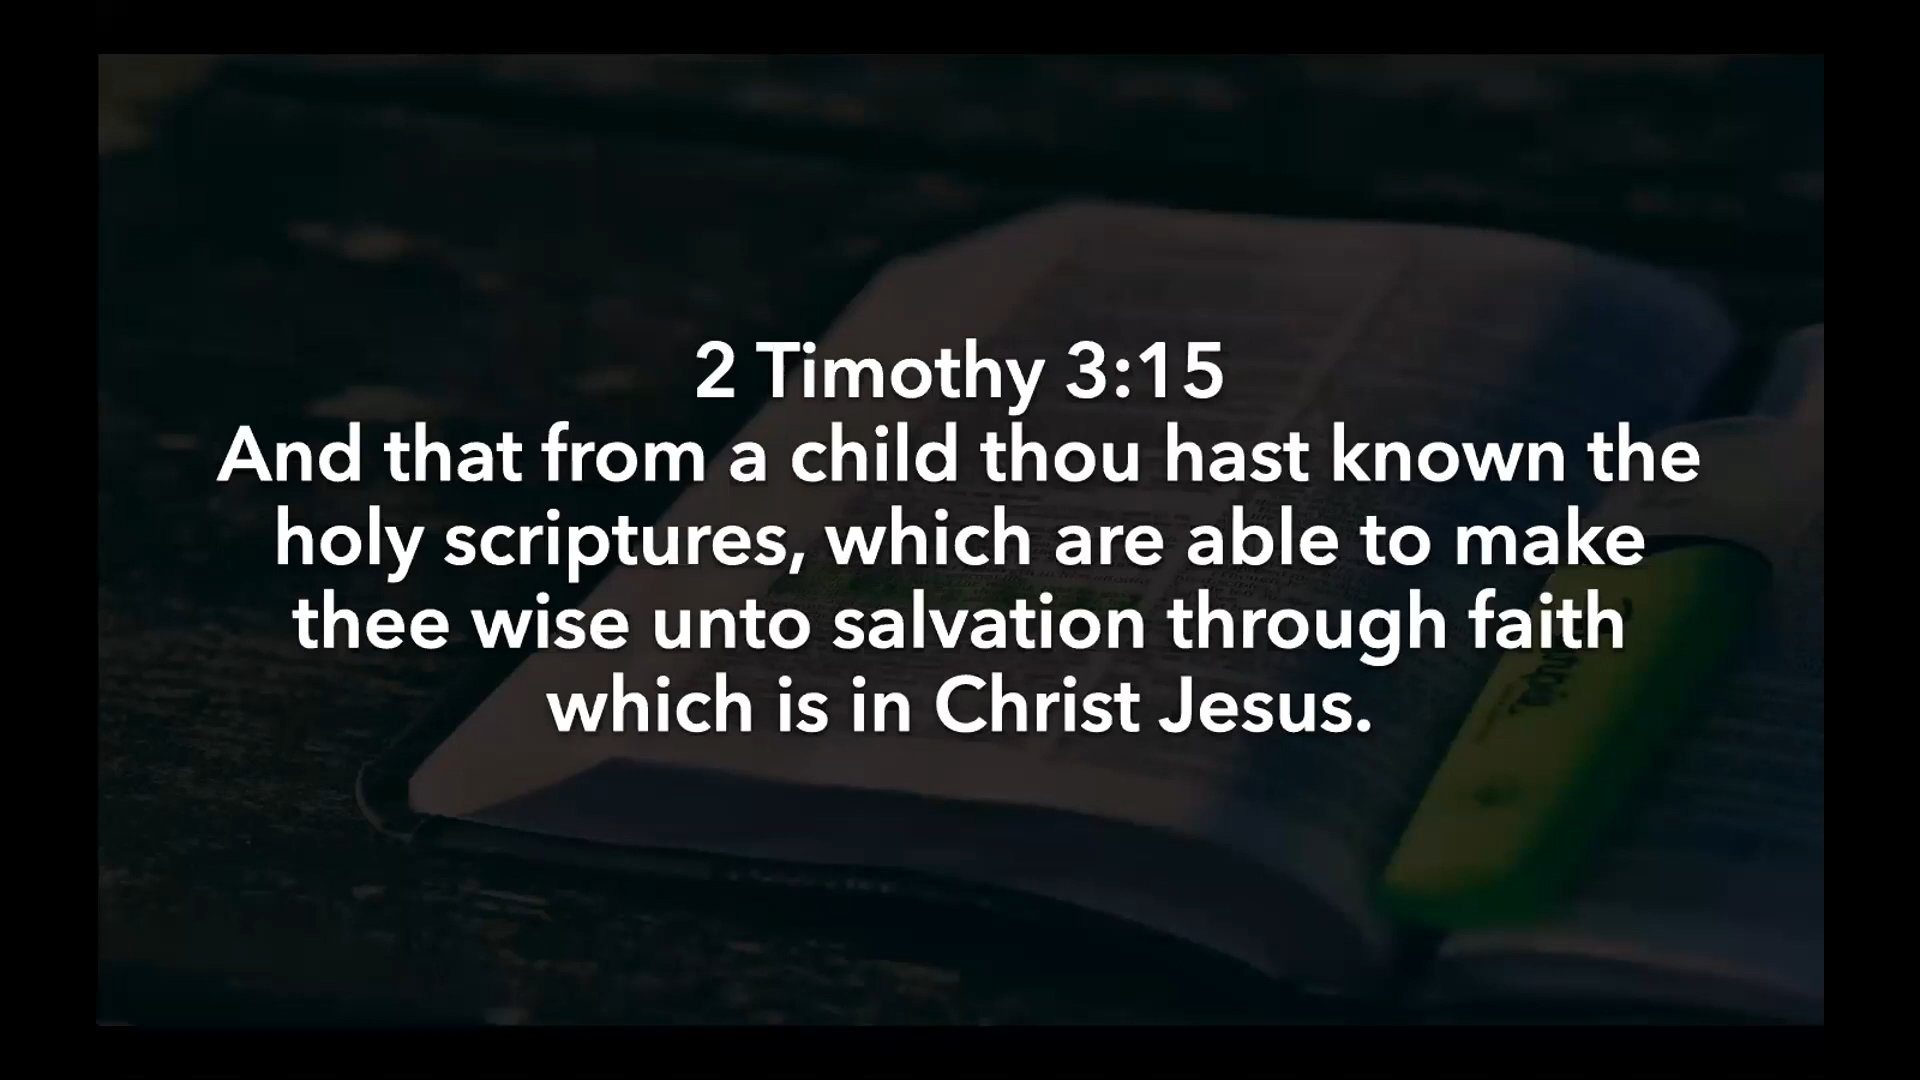 2 Timothy 3:15
And that from a child thou hast known the
holy scriptures, which are able to make
thee wise unto salvation through faith
which is in Christ Jesus.